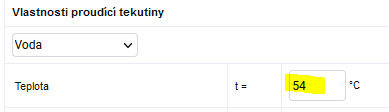 Vlastnosti proudící tekutiny
Voda
Teplota t = 54 °C